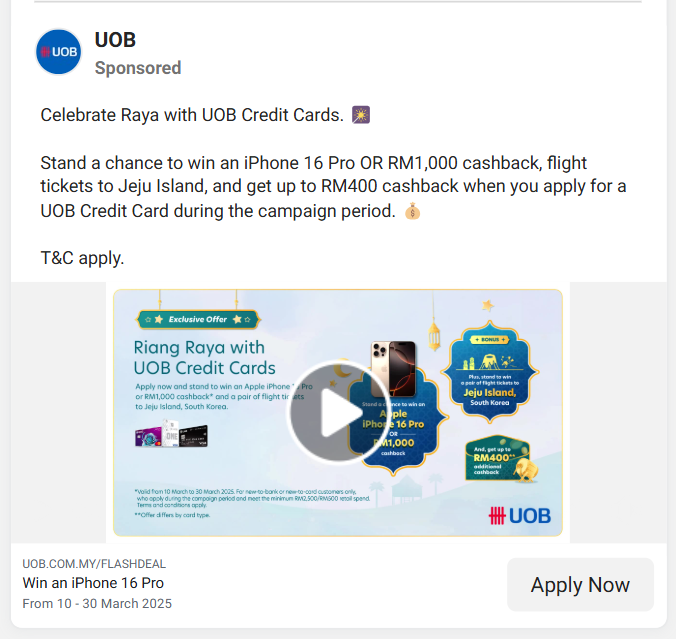 UOB
UOB
Sponsored
Celebrate Raya with UOB Credit Cards. 🎆
Stand a chance to win an iPhone 16 Pro OR RM1,000 cashback, flight
tickets to Jeju Island, and get up to RM400 cashback when you apply for a
UOB Credit Card during the campaign period. 💰
T&C apply.
Exclusive Offer
Riang Raya with
UOB Credit Cards
Apply now and stand to win an Apple iPhone Pro
or RM1,000 cashback* and a pair of flight tickets
to Jeju Island, South Korea.
Stand a chance to win an
Apple
iPhone 16 Pro
OR
RM1,000
cashback
BONUS
Plus, stand to win
a pair of flight tickets to
Jeju Island,
South Korea
And, get up to
RM400**
additional
cashback
*Valid from 10 March to 30 March 2025. For new-to-bank or new-to-card customers only,
who apply during the campaign period and meet the minimum RM2,500/RM500 retail spend.
Terms and conditions apply.
**Offer differs by card type.
UOB
UOB.COM.MY/FLASHDEAL
Win an iPhone 16 Pro
From 10 - 30 March 2025
Apply Now